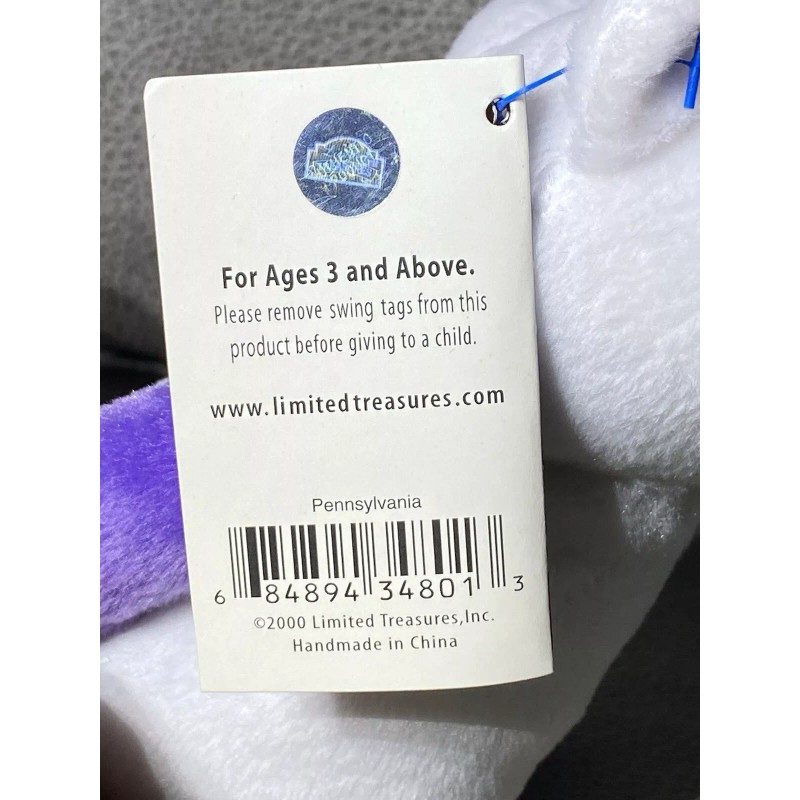 For Ages 3 and Above.
Please remove swing tags from this
product before giving to a child.
www.limitedtreasures.com
Pennsylvania
6 84894 34801 3
©2000 Limited Treasures,Inc.
Handmade in China